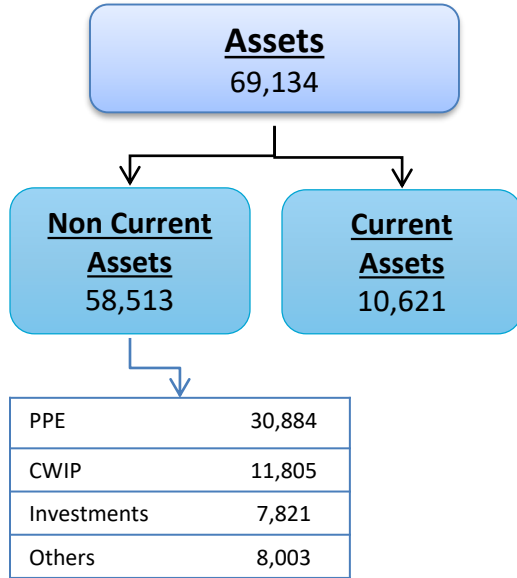 Assets
69,134
Non Current
Assets
58,513
Current
Assets
10,621
PPE 30,884
CWIP 11,805
Investments 7,821
Others 8,003